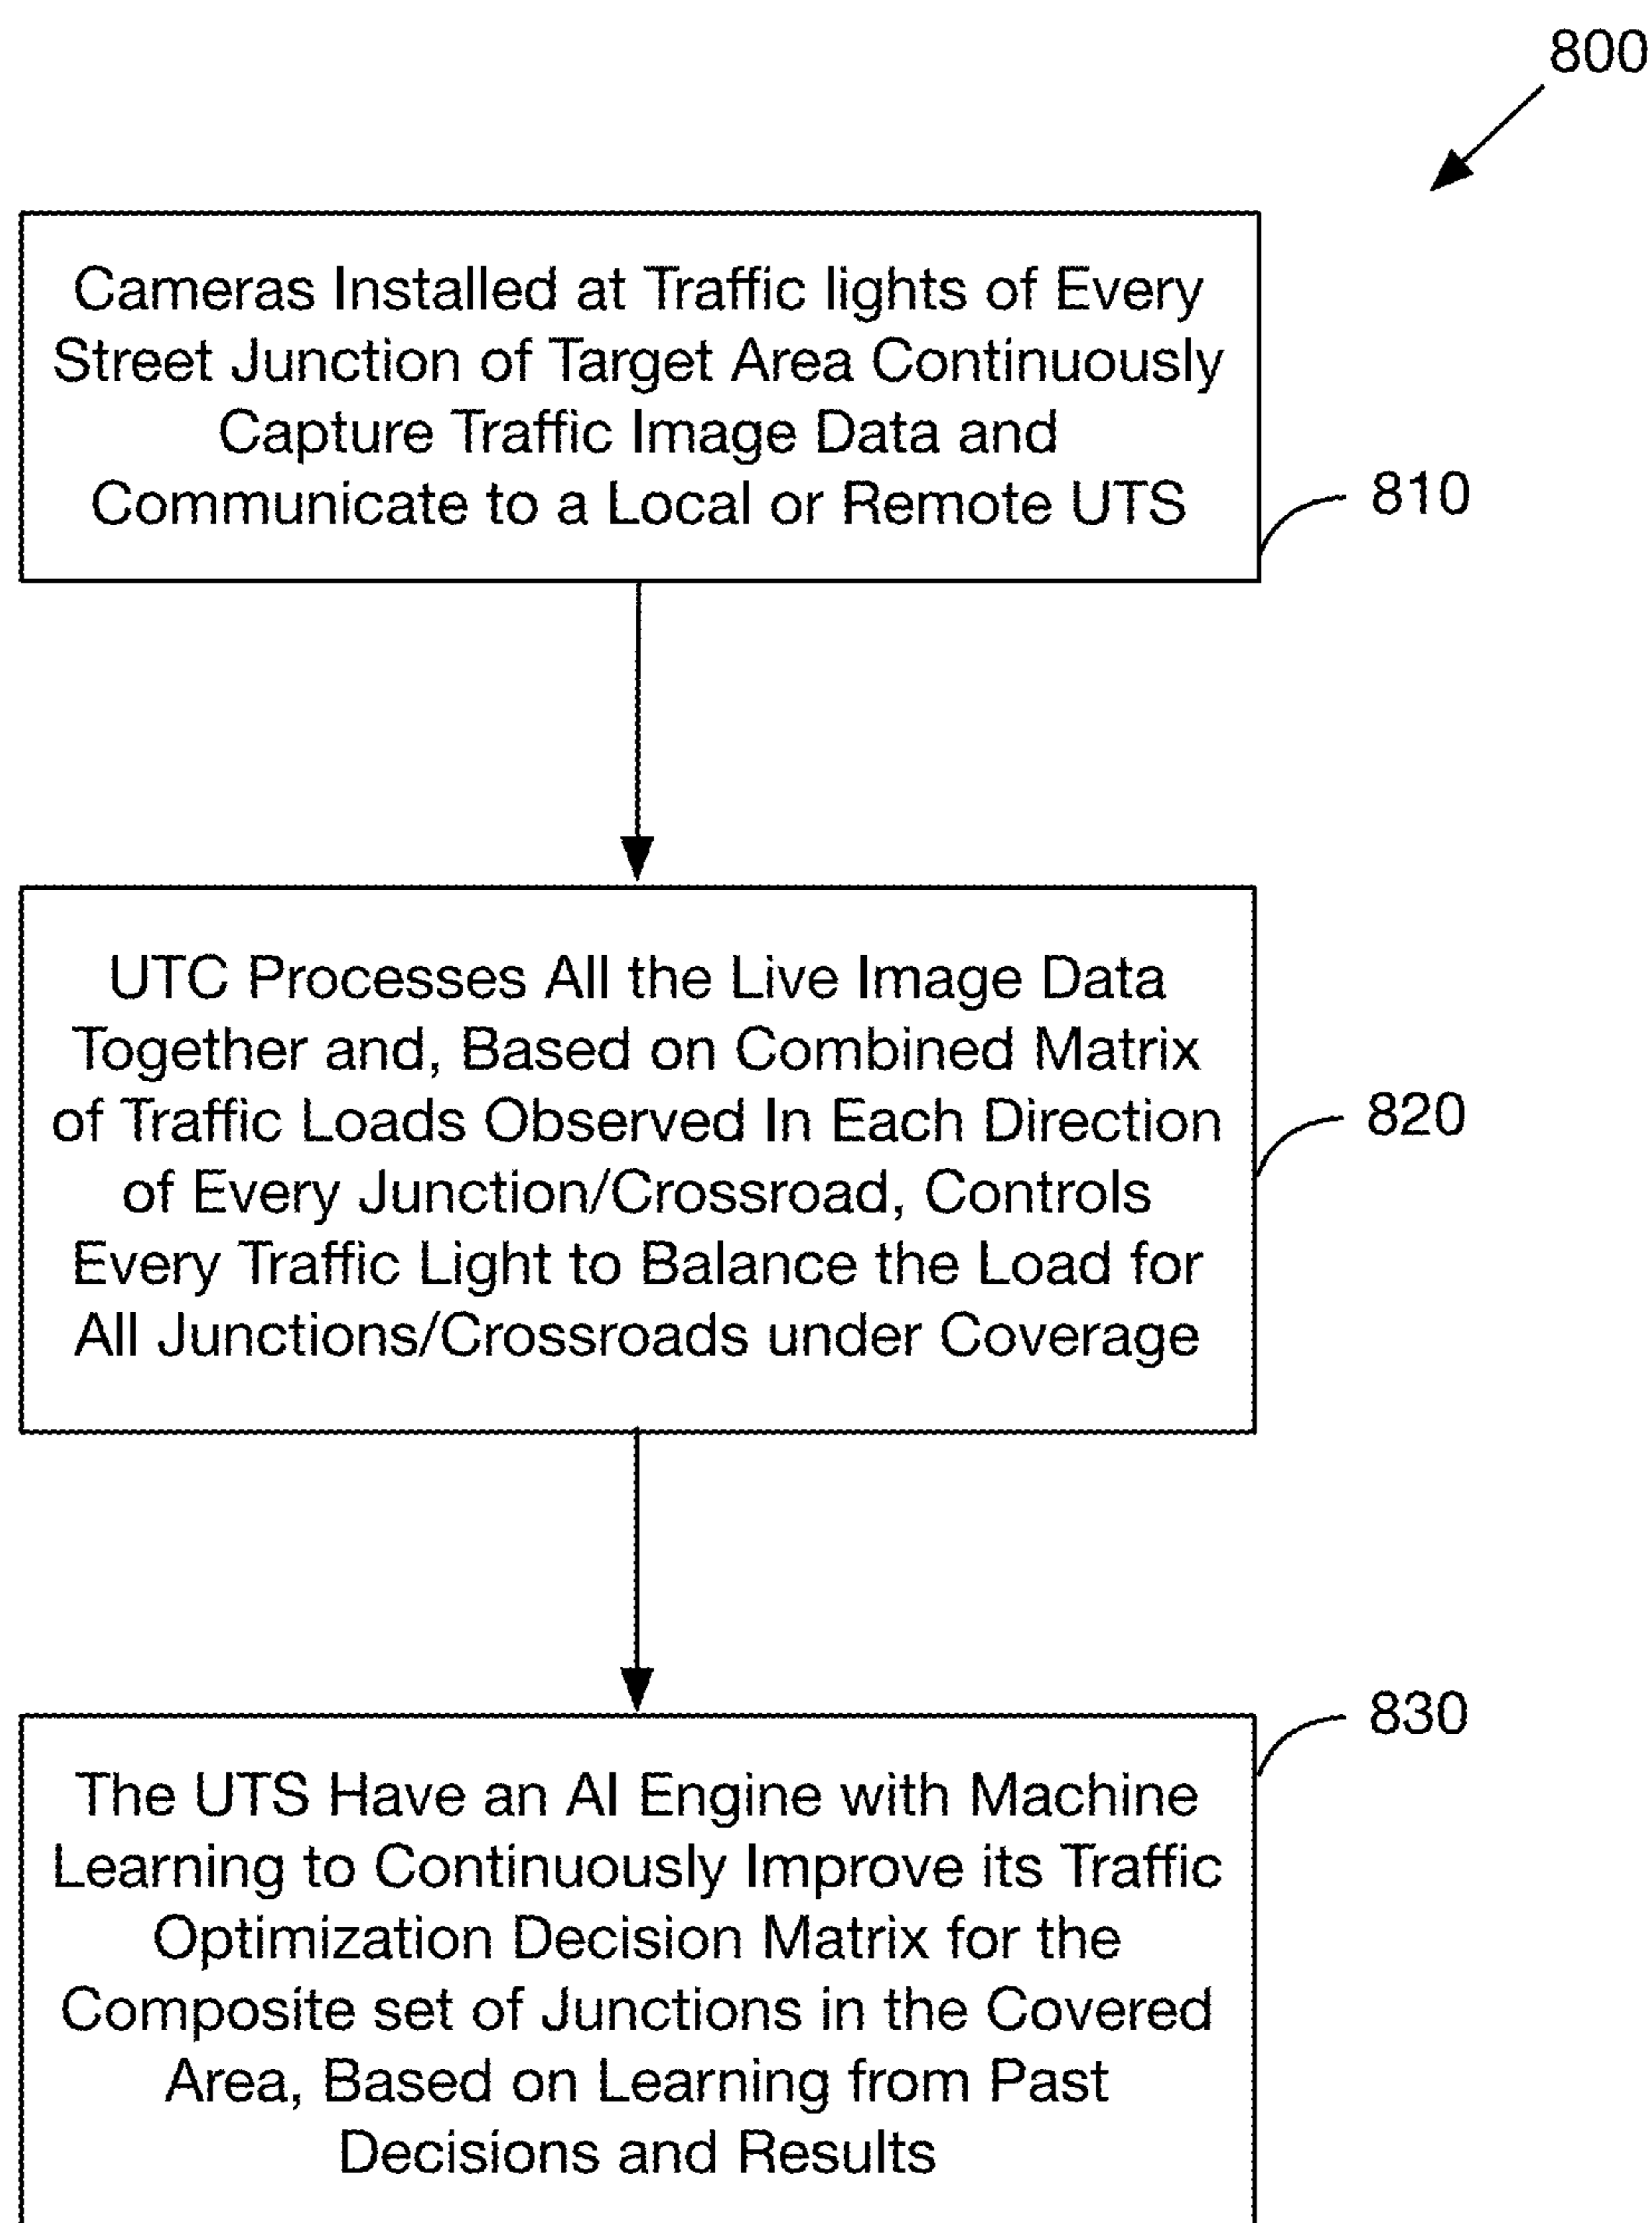 800
Cameras Installed at Traffic lights of Every
Street Junction of Target Area Continuously
Capture Traffic Image Data and
Communicate to a Local or Remote UTS
810
UTC Processes All the Live Image Data
Together and, Based on Combined Matrix
of Traffic Loads Observed In Each Direction
of Every Junction/Crossroad, Controls
Every Traffic Light to Balance the Load for
All Junctions/Crossroads under Coverage
820
830
The UTS Have an AI Engine with Machine
Learning to Continuously Improve its Traffic
Optimization Decision Matrix for the
Composite set of Junctions in the Covered
Area, Based on Learning from Past
Decisions and Results